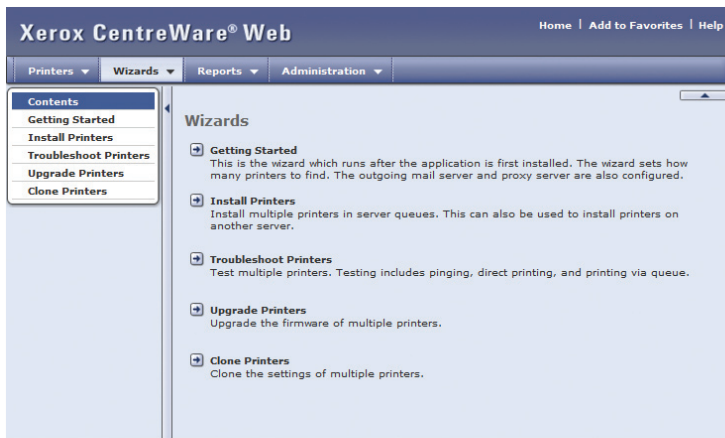 Xerox CentreWare® Web
Home | Add to Favorites | Help
Printers Wizards Reports Administration
Contents
Getting Started
Install Printers
Troubleshoot Printers
Upgrade Printers
Clone Printers
Wizards
Getting Started
This is the wizard which runs after the application is first installed. The wizard sets how
many printers to find. The outgoing mail server and proxy server are also configured.
Install Printers
Install multiple printers in server queues. This can also be used to install printers on
another server.
Troubleshoot Printers
Test multiple printers. Testing includes pinging, direct printing, and printing via queue.
Upgrade Printers
Upgrade the firmware of multiple printers.
Clone Printers
Clone the settings of multiple printers.